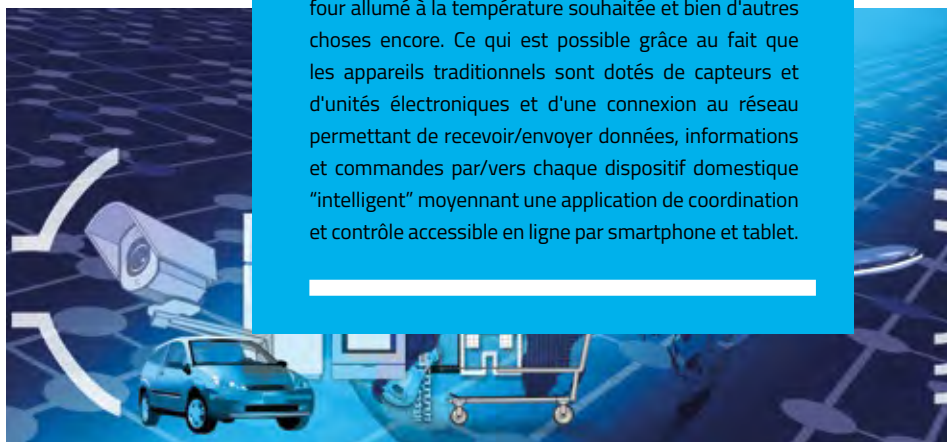 four allumé à la température souhaitée et bien d'autres
choses encore. Ce qui est possible grâce au fait que
les appareils traditionnels sont dotés de capteurs et
d'unités électroniques et d'une connexion au réseau
permettant de recevoir/envoyer données, informations
et commandes par/vers chaque dispositif domestique
“intelligent” moyennant une application de coordination
et contrôle accessible en ligne par smartphone et tablet.